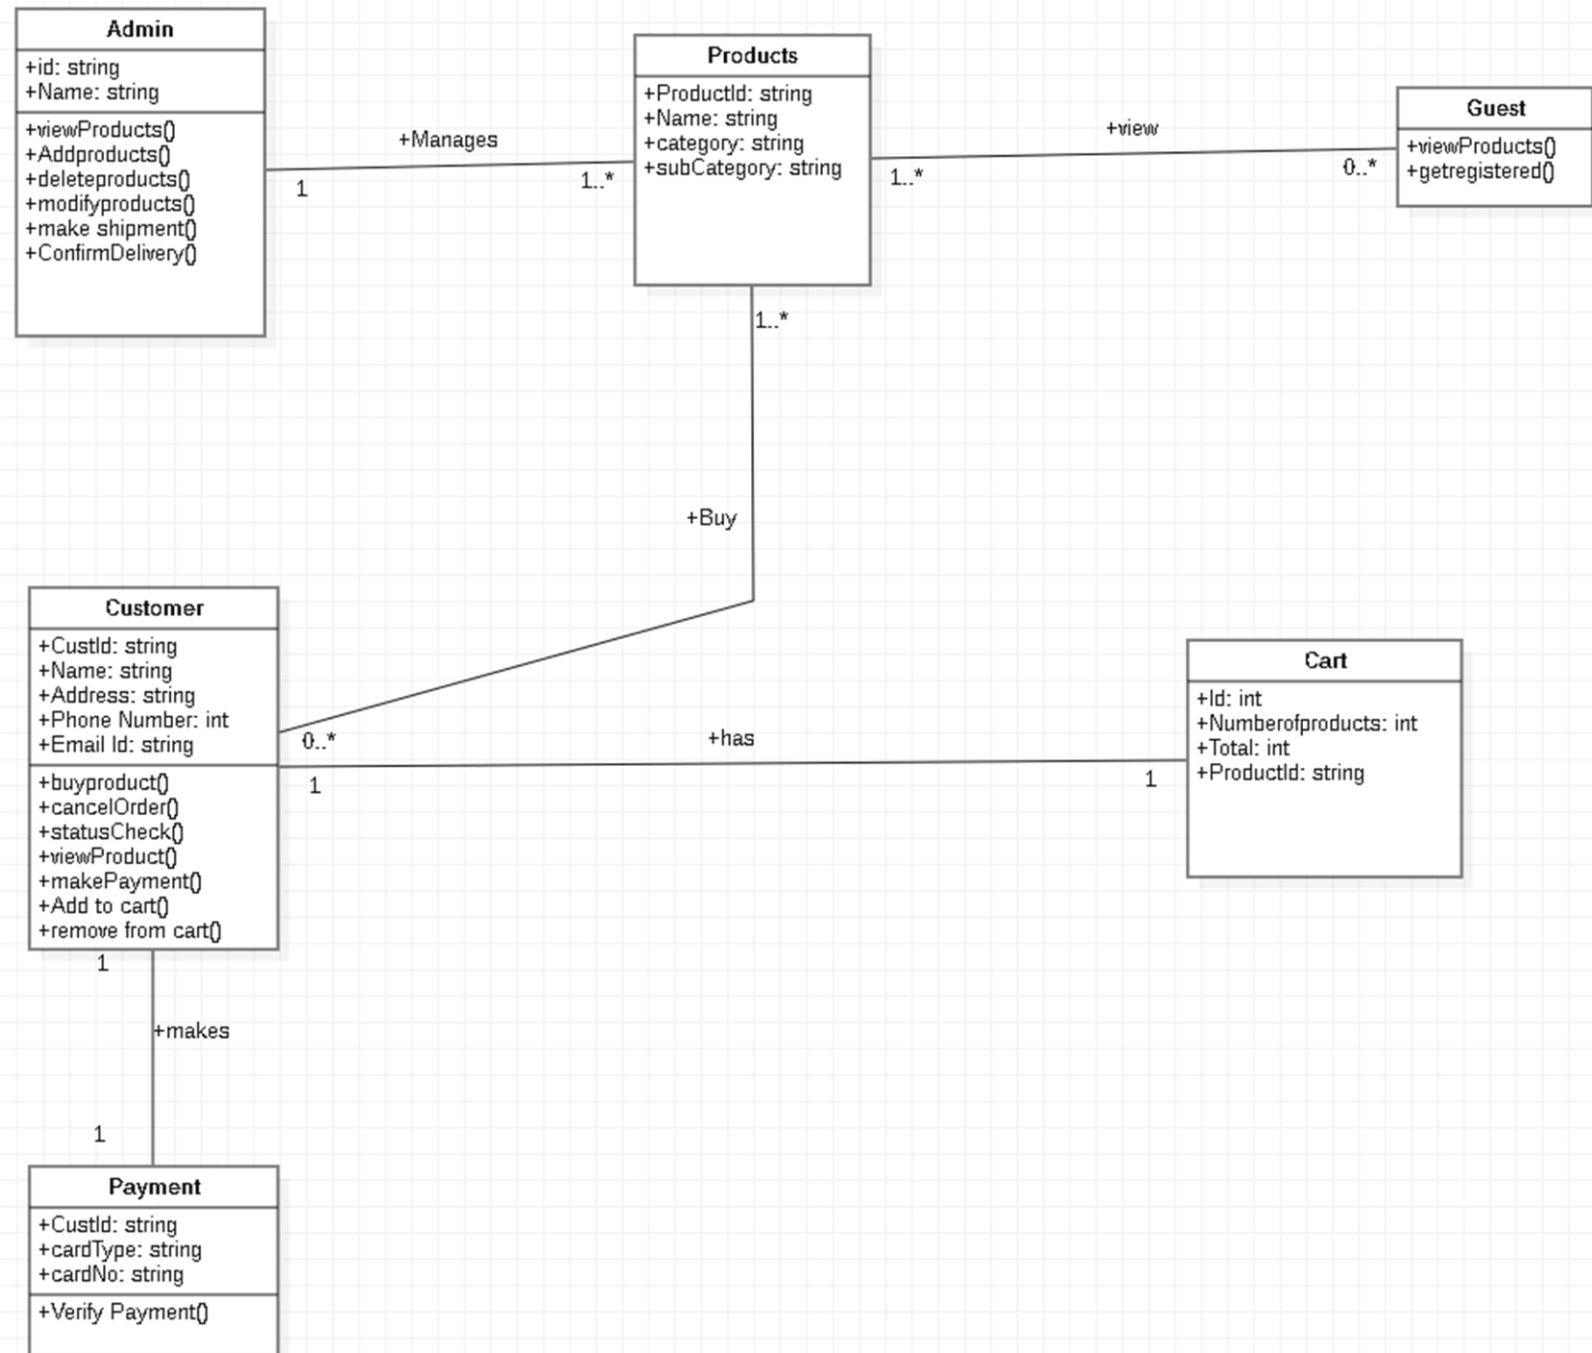 Admin
+id: string
+Name: string
+viewProducts()
+Addproducts()
+deleteproducts()
+modifyproducts()
+make shipment()
+ConfirmDelivery()
+Manages
1
1..*
Products
+ProductId: string
+Name: string
+category: string
+subCategory: string
+view
1..*
0..*
Guest
+viewProducts()
+getregistered()
1..*
+Buy
0..*
Customer
+CustId: string
+Name: string
+Address: string
+Phone Number: int
+Email Id: string
+buyproduct()
+cancelOrder()
+statusCheck()
+viewProduct()
+makePayment()
+Add to cart()
+remove from cart()
+has
1
1
Cart
+Id: int
+Numberofproducts: int
+Total: int
+ProductId: string
1
+makes
1
Payment
+CustId: string
+cardType: string
+cardNo: string
+Verify Payment()